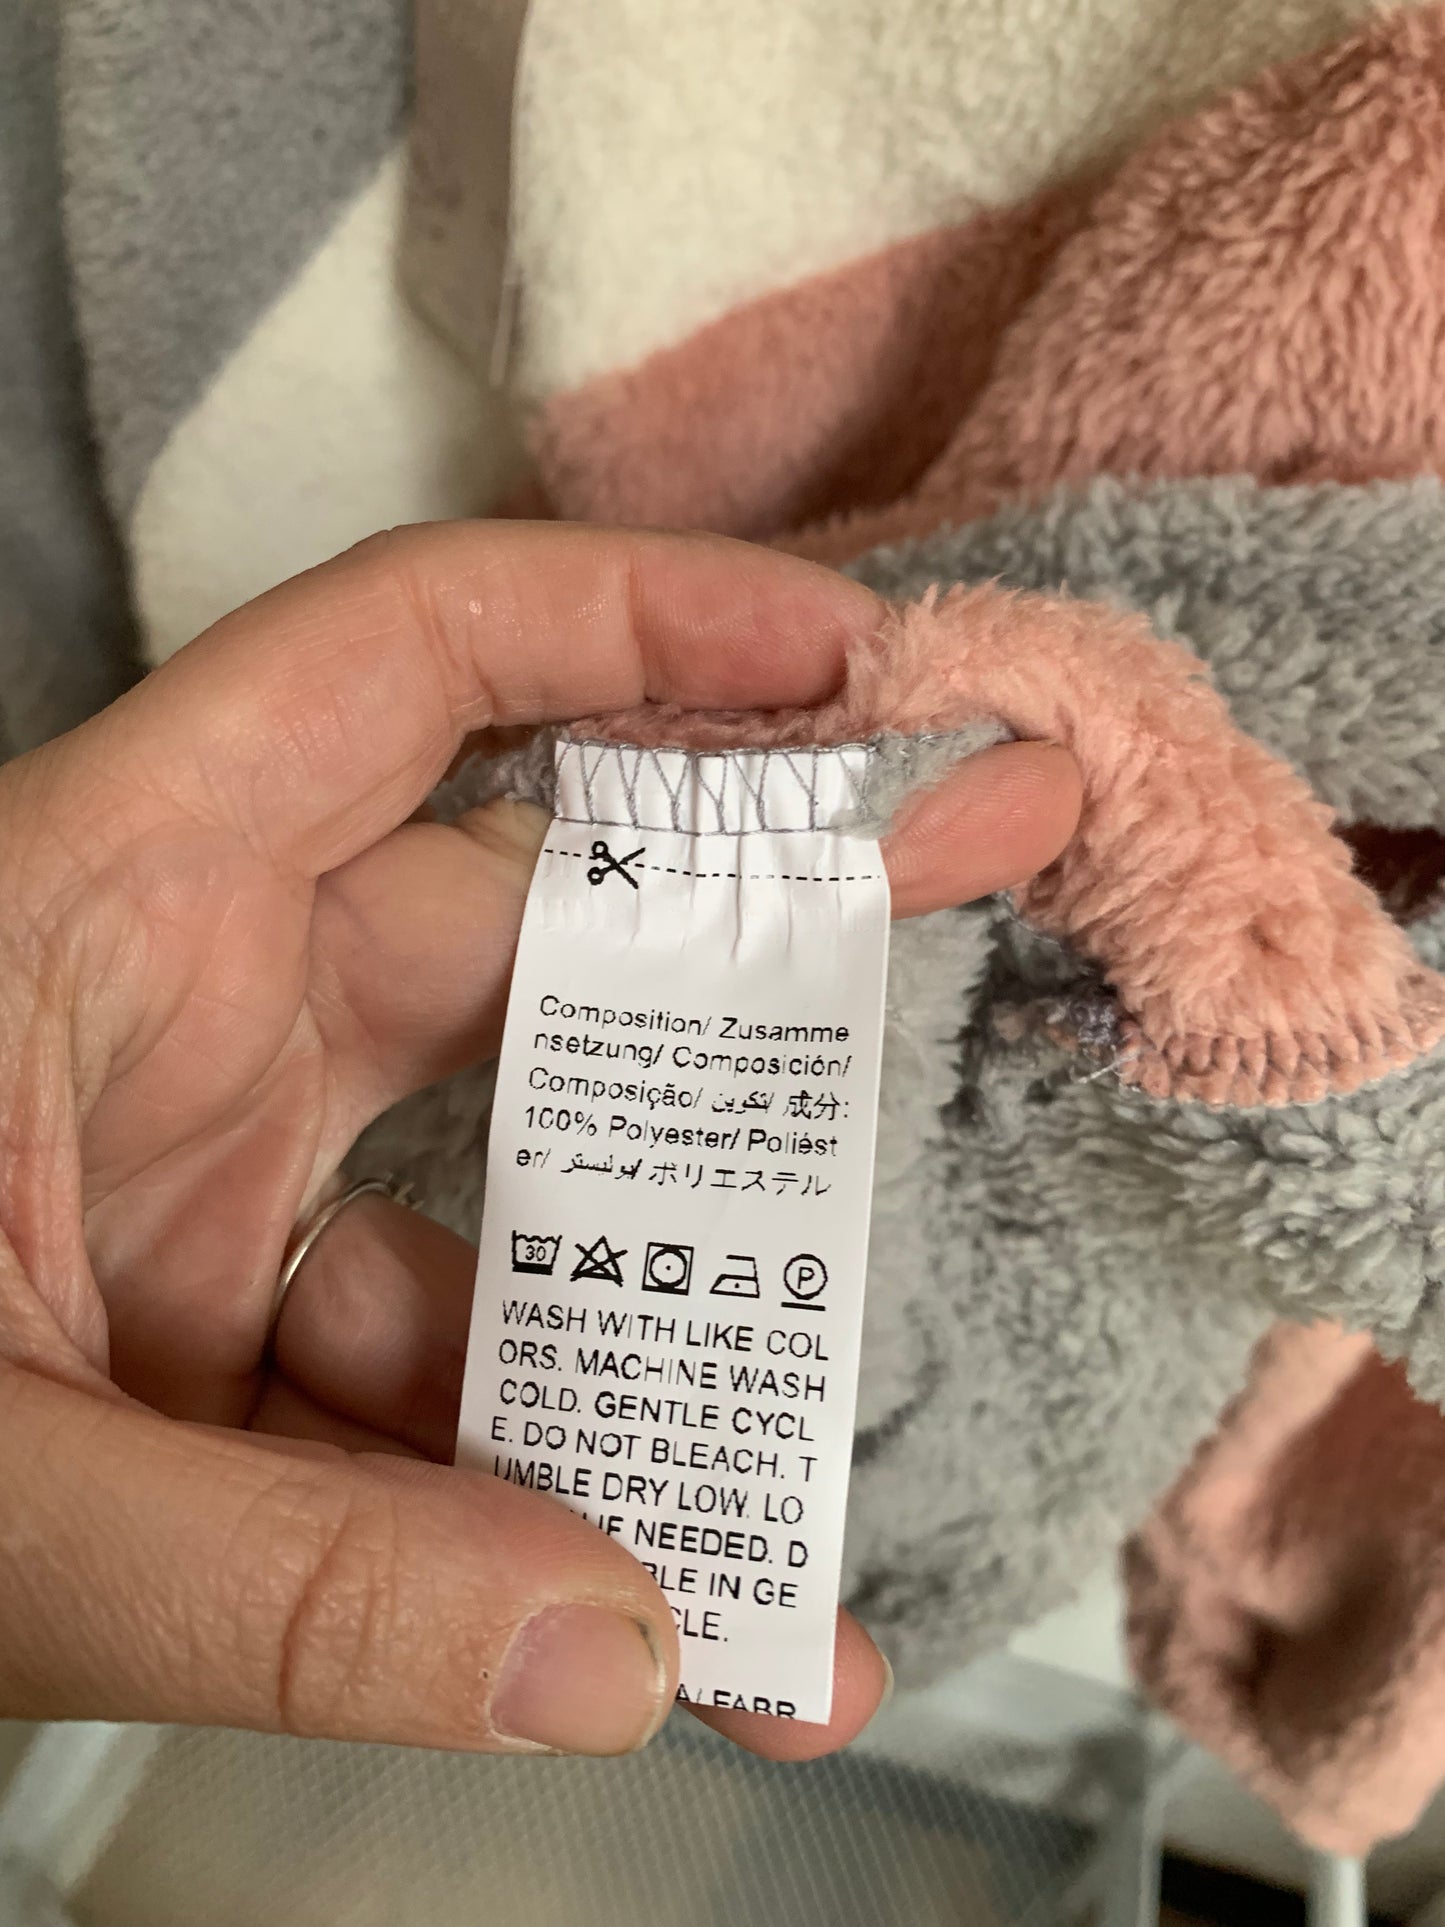 Composition/ Zusamme
nsetzung/ Composición/
Composição/ تكوين/ 成分:
100% Polyester/ Poliést
er/ بوليستر/ ポリエステル
30
P
WASH WITH LIKE COL
ORS. MACHINE WASH
COLD. GENTLE CYCL
E. DO NOT BLEACH. T
UMBLE DRY LOW. LO
IF NEEDED. D
BLE IN GE
CLE.
A/ FABR